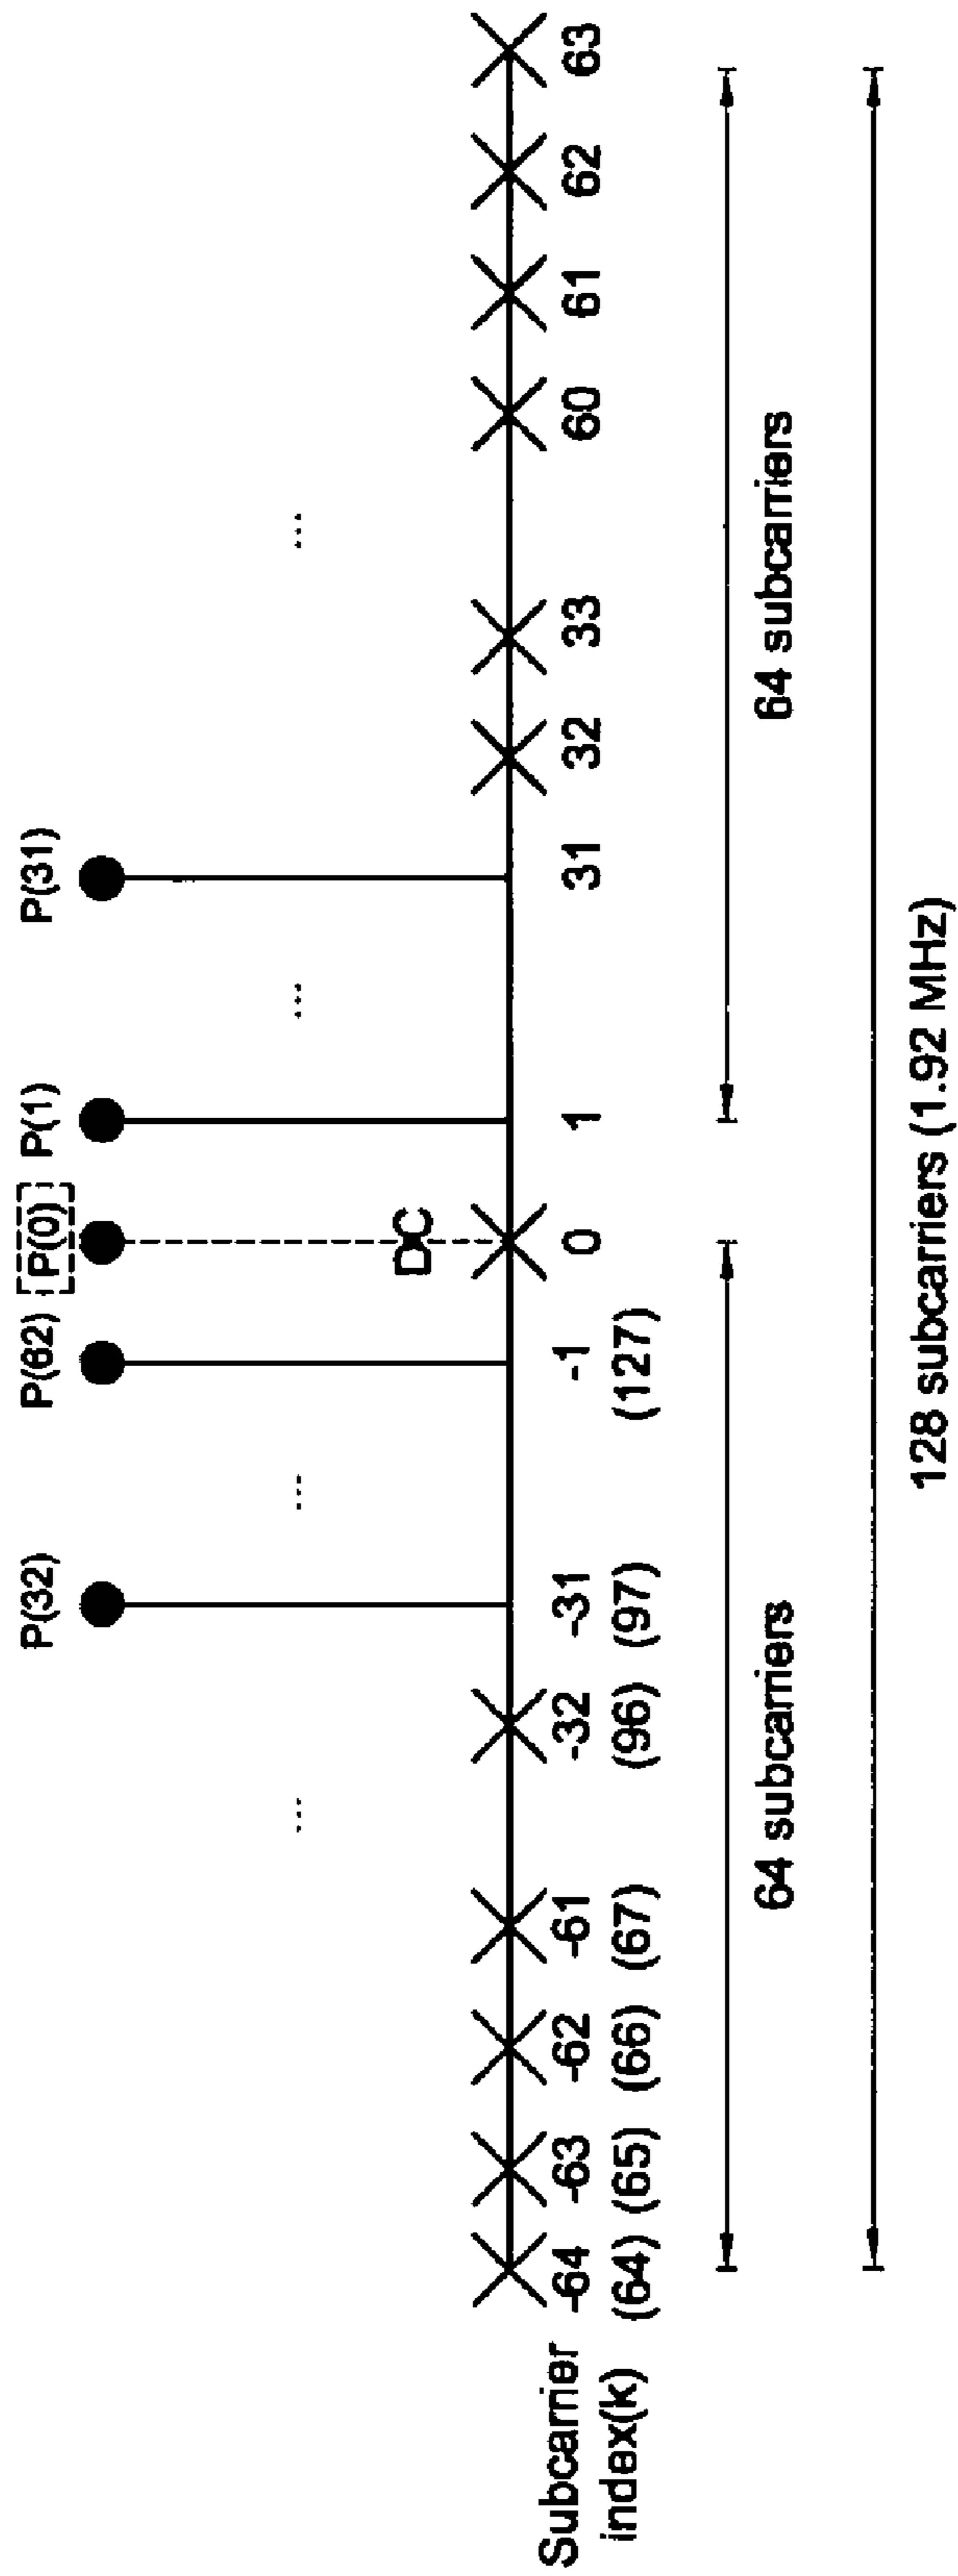 P(32)
P(62)
P(0)
P(1)
P(31)
...
...
...
...
DC
Subcarrier
index(k)
-64
-63
-62
-61
-32
-31
-1
0
1
31
32
33
60
61
62
63
(64)
(65)
(66)
(67)
(96)
(97)
(127)
64 subcarriers
64 subcarriers
128 subcarriers (1.92 MHz)